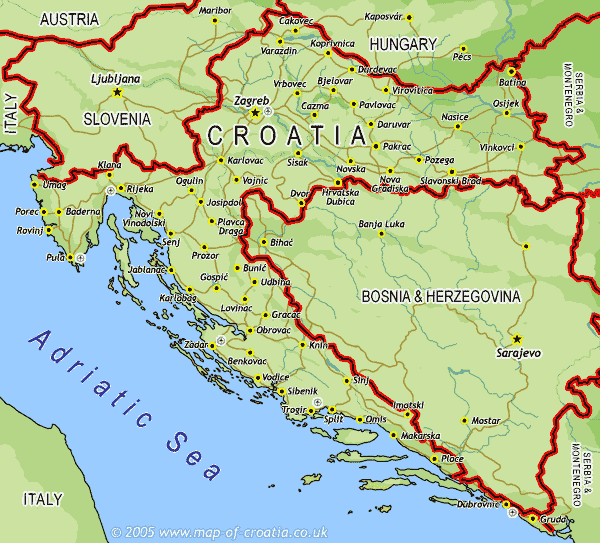 AUSTRIA
Maribor
Kaposvár
Cakovec
HUNGARY
Varazdin
Koprivnica
Pécs
Durdevac
Batina
SERBIA &
MONTENEGRO
Ljubljana
Vrbovec
Bjelovar
Virovitica
ITALY
Zagreb
Cazma
Pavlovac
Osijek
SLOVENIA
Nasice
Daruvar
CROATIA
Pakrac
Vinkovci
Klana
Karlovac
Sisak
Novska
Pozega
Umag
Rijeka
Ogulin
Vojnic
Nova
Gradiska
Slavonski Brod
Dvor
Hrvatska
Dubica
Porec
Baderna
Josipdol
Novi
Vinodolski
Plavca
Draga
Rovinj
Senj
Banja Luka
Bihać
Pula
Prozor
Jablanac
Bunić
Gospić
Udbina
Karlobag
Lovinac
BOSNIA & HERZEGOVINA
Gracac
Obrovac
Adriatic Sea
Zadar
Knin
Sarajevo
Benkovac
Vodice
Sinj
Sibenik
Imatski
Trogir
Split
Omis
Mostar
Makarska
Ploce
SERBIA &
MONTENEGRO
ITALY
Dubrovnic
Gruda
© 2005 www.map-of-croatia.co.uk